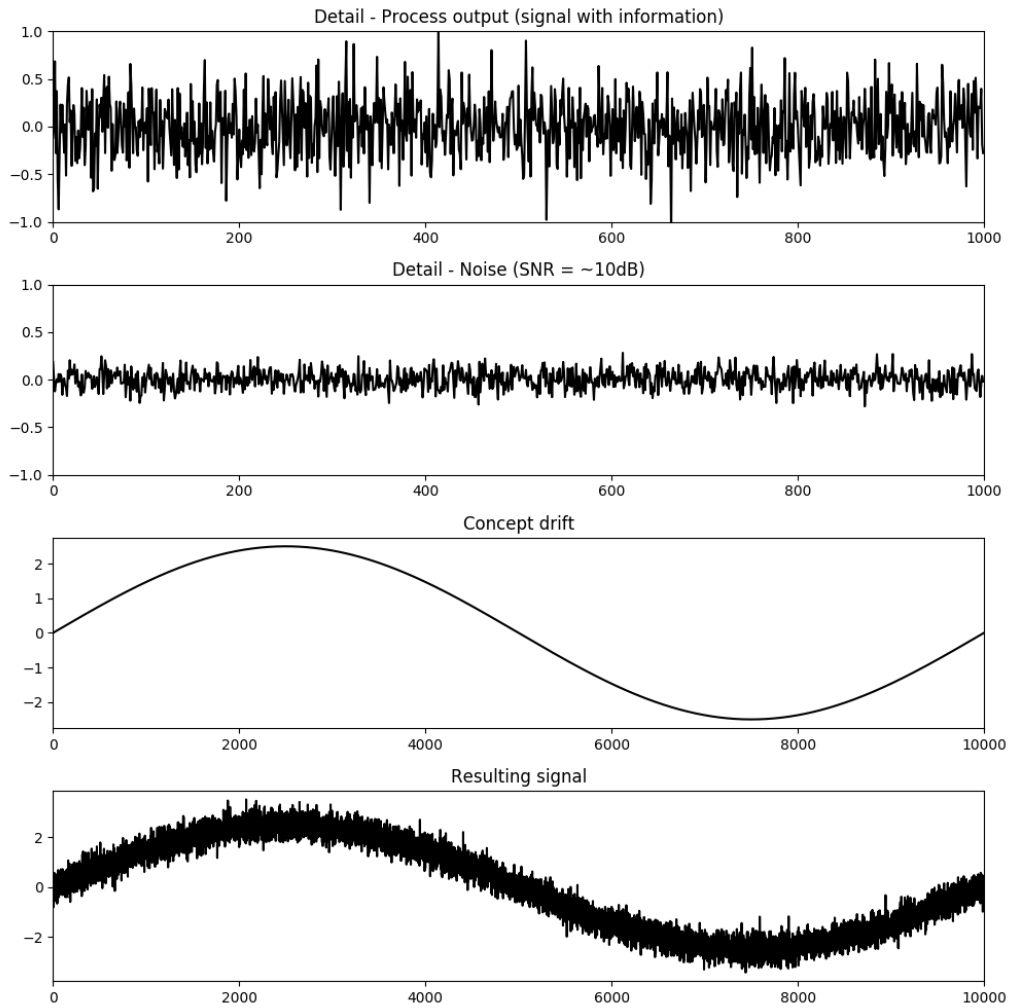 Detail - Process output (signal with information)
1.0
0.5
0.0
−0.5
−1.0
0 200 400 600 800 1000
Detail - Noise (SNR = ~10dB)
1.0
0.5
0.0
−0.5
−1.0
0 200 400 600 800 1000
Concept drift
2
1
0
−1
−2
0 2000 4000 6000 8000 10000
Resulting signal
2
0
−2
0 2000 4000 6000 8000 10000